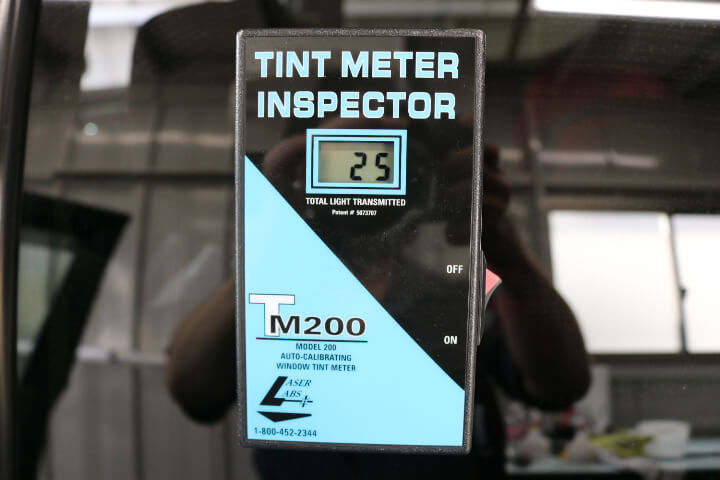 TINT METER
INSPECTOR
25
TOTAL LIGHT TRANSMITTED
Patent # 5073707
OFF
ON
TM200
MODEL 200
AUTO-CALIBRATING
WINDOW TINT METER
LASER
LABS
1-800-452-2344